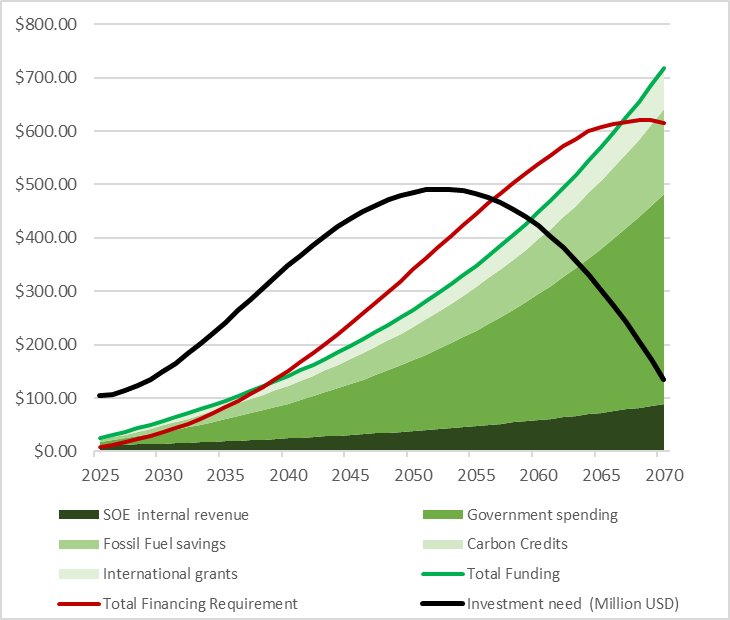 $800.00
$700.00
$600.00
$500.00
$400.00
$300.00
$200.00
$100.00
$0.00
2025 2030 2035 2040 2045 2050 2055 2060 2065 2070
SOE internal revenue Government spending
Fossil Fuel savings Carbon Credits
International grants Total Funding
Total Financing Requirement Investment need (Million USD)